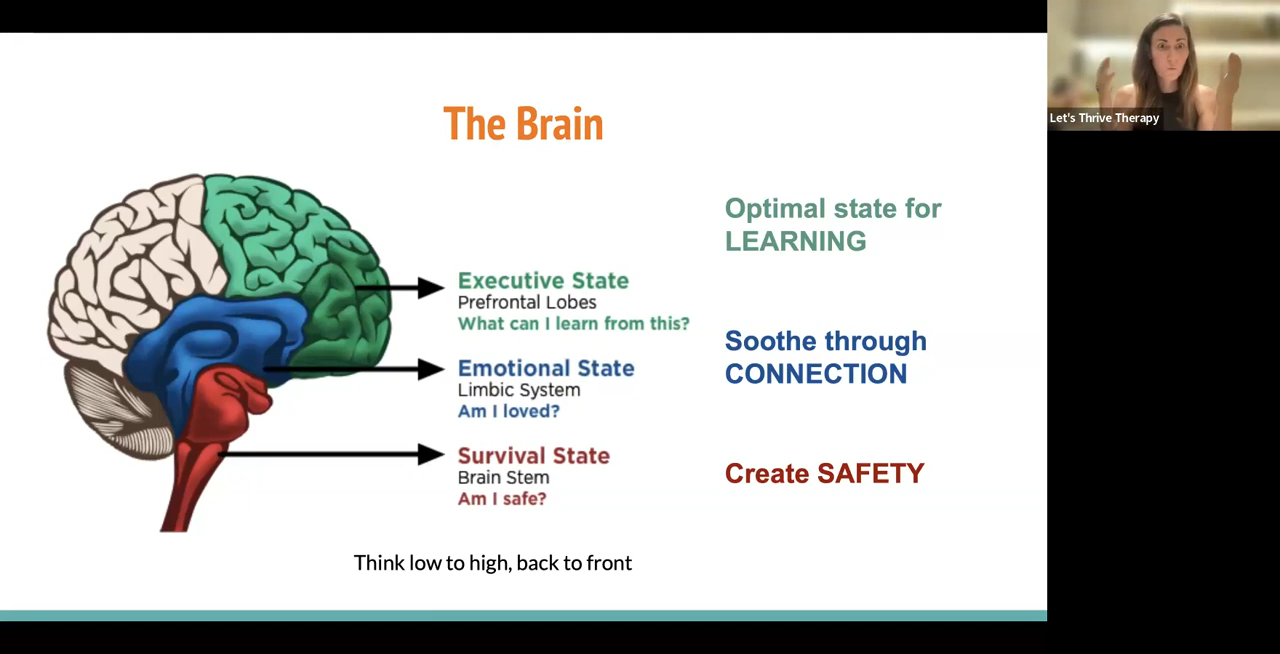 The Brain
Executive State
Prefrontal Lobes
What can I learn from this?
Emotional State
Limbic System
Am I loved?
Survival State
Brain Stem
Am I safe?
Optimal state for
LEARNING
Soothe through
CONNECTION
Create SAFETY
Think low to high, back to front
Let's Thrive Therapy